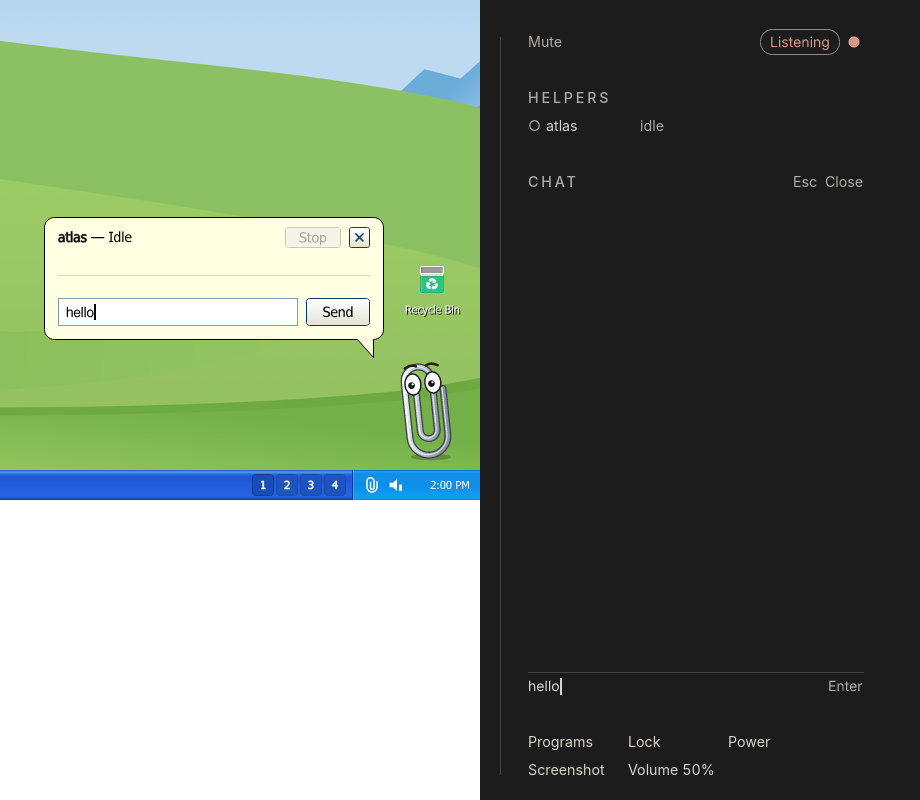 atlas — Idle
Stop
hello
Send
Recycle Bin
1 2 3 4
2:00 PM
Mute
Listening
HELPERS
atlas idle
CHAT
Esc Close
hello
Enter
Programs Lock Power
Screenshot Volume 50%